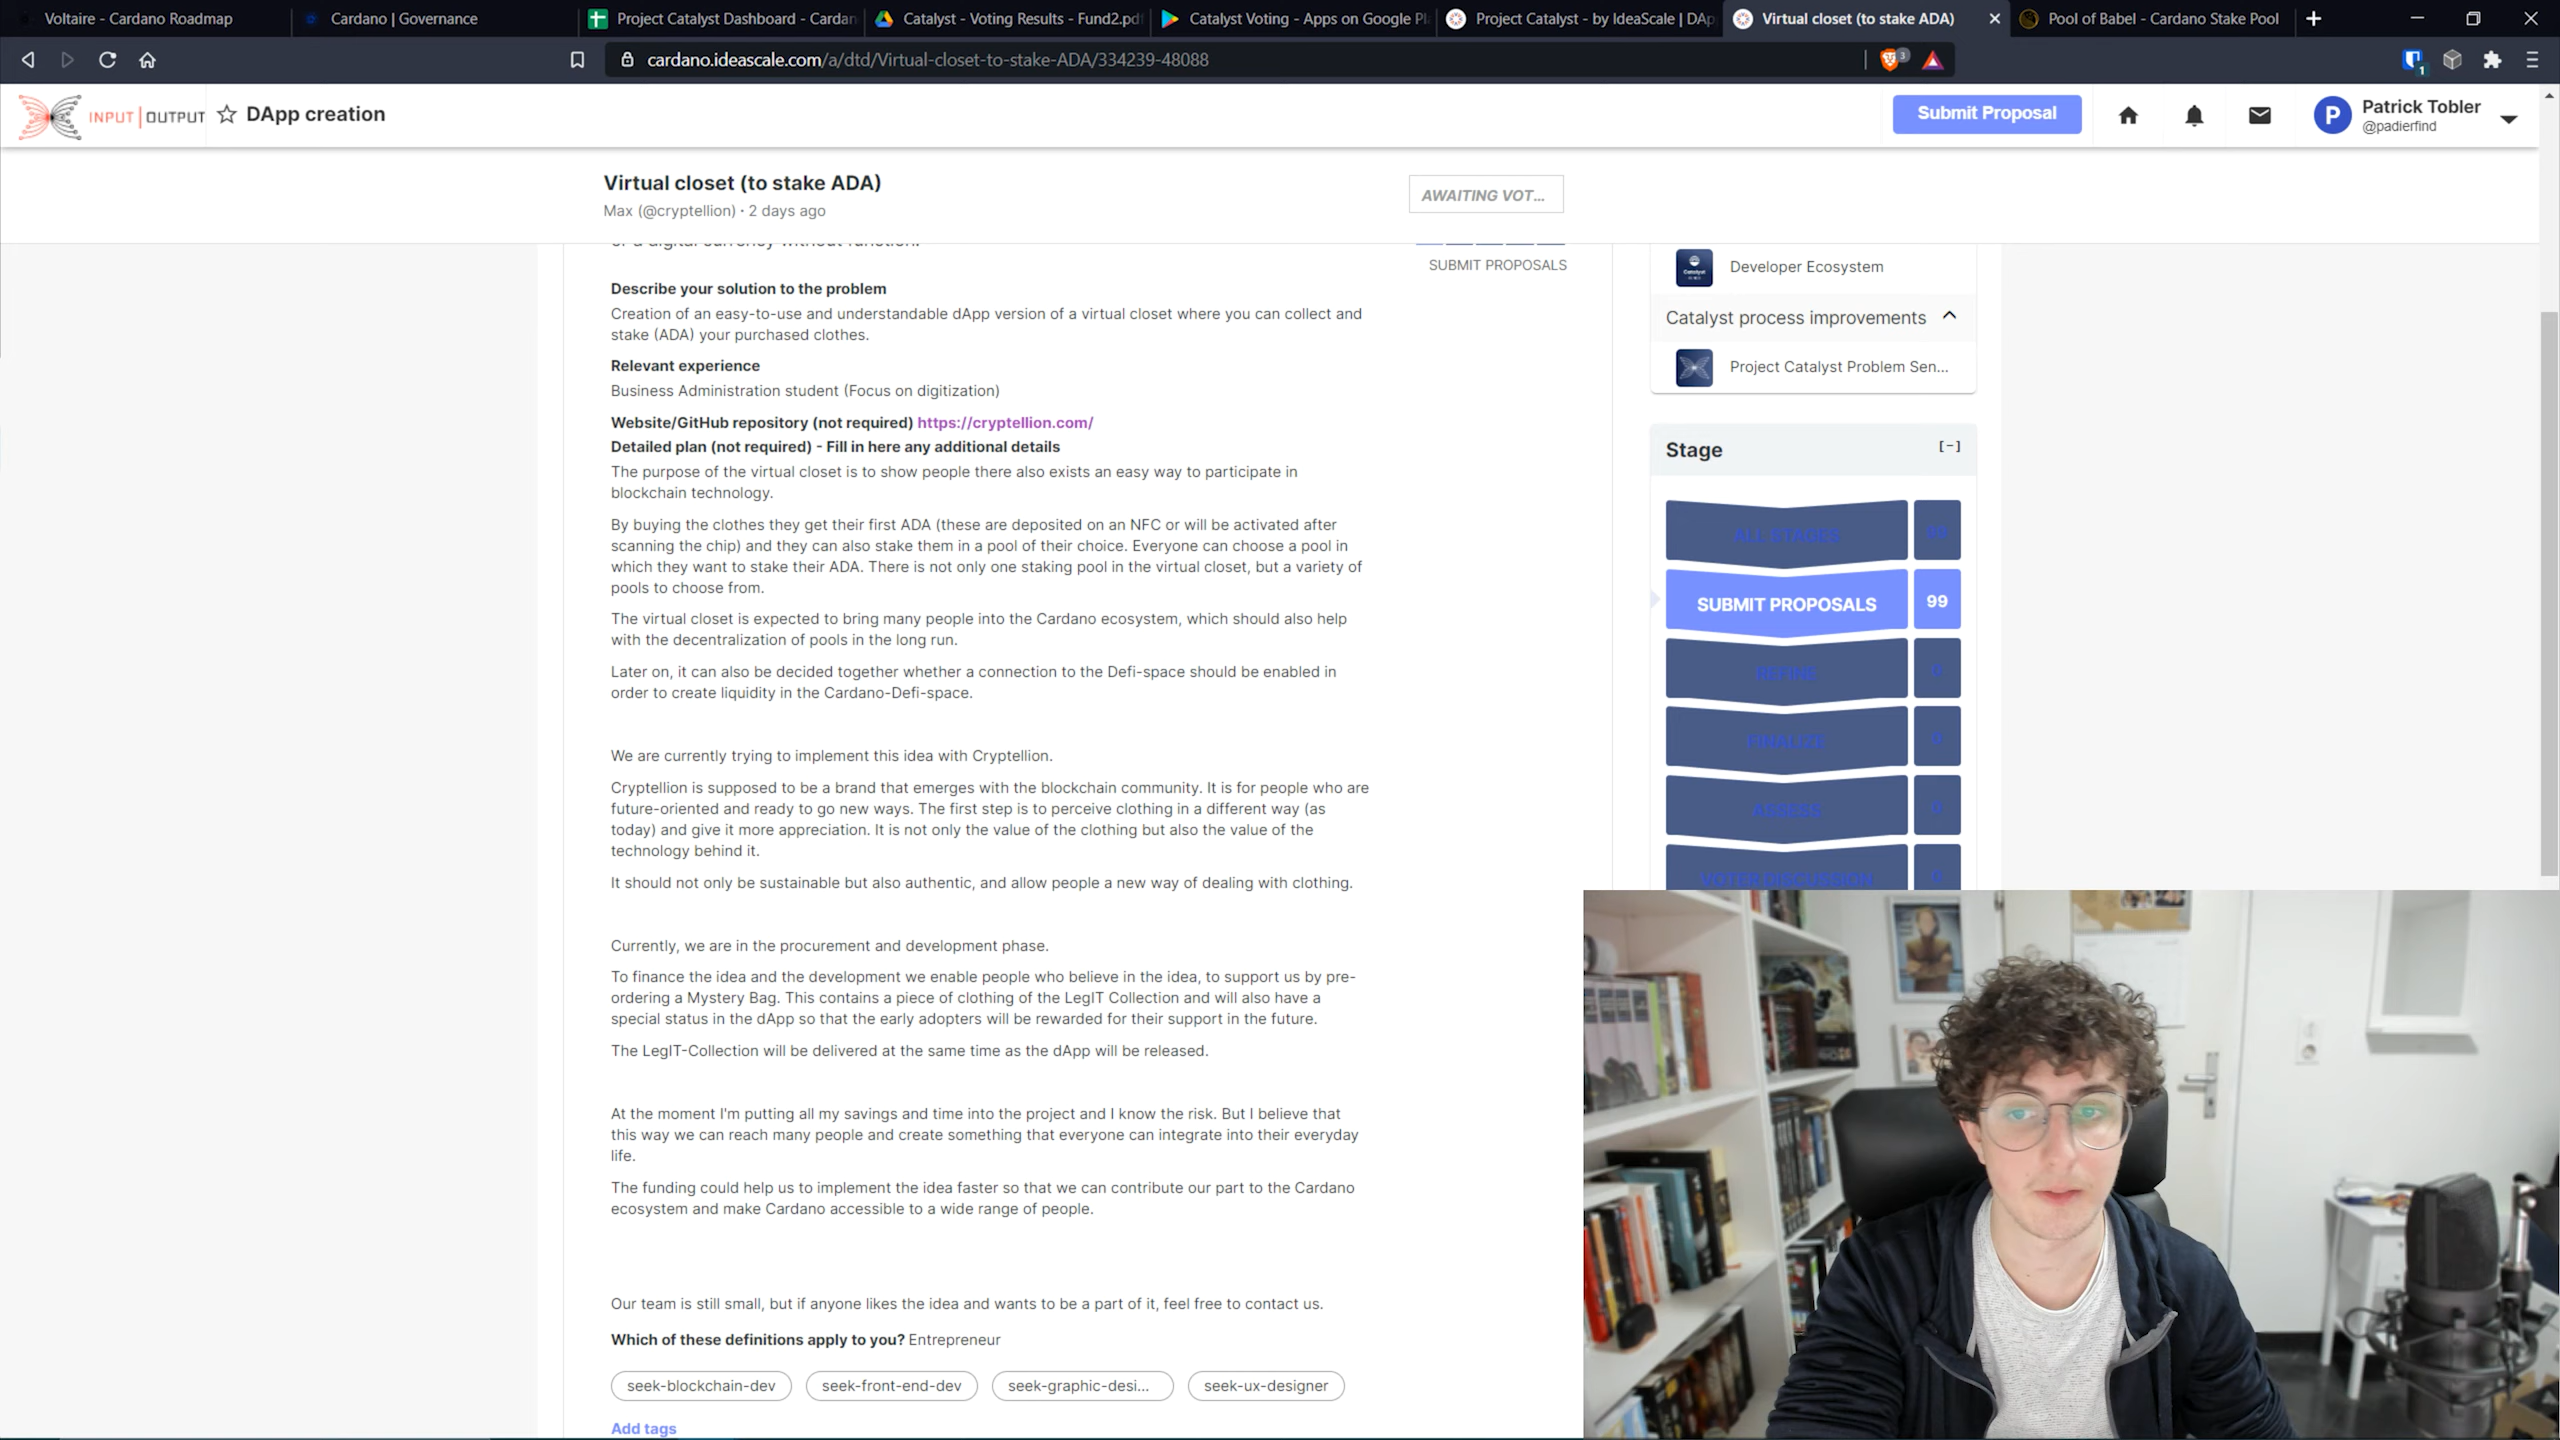 Voltaire - Cardano Roadmap
Cardano | Governance
Project Catalyst Dashboard - Cardan
Catalyst - Voting Results - Fund2.pdf
Catalyst Voting - Apps on Google Pl
Project Catalyst - by IdeaScale | DAp
Virtual closet (to stake ADA)
Pool of Babel - Cardano Stake Pool
cardano.ideascale.com/a/dtd/Virtual-closet-to-stake-ADA/334239-48088
3
1
INPUT | OUTPUT
DApp creation
Submit Proposal
P
Patrick Tobler
@padierfind
Virtual closet (to stake ADA)
Max (@cryptellion) · 2 days ago
AWAITING VOT...
SUBMIT PROPOSALS
Describe your solution to the problem
Creation of an easy-to-use and understandable dApp version of a virtual closet where you can collect and
stake (ADA) your purchased clothes.
Relevant experience
Business Administration student (Focus on digitization)
Website/GitHub repository (not required) https://cryptellion.com/
Detailed plan (not required) - Fill in here any additional details
The purpose of the virtual closet is to show people there also exists an easy way to participate in
blockchain technology.
By buying the clothes they get their first ADA (these are deposited on an NFC or will be activated after
scanning the chip) and they can also stake them in a pool of their choice. Everyone can choose a pool in
which they want to stake their ADA. There is not only one staking pool in the virtual closet, but a variety of
pools to choose from.
The virtual closet is expected to bring many people into the Cardano ecosystem, which should also help
with the decentralization of pools in the long run.
Later on, it can also be decided together whether a connection to the Defi-space should be enabled in
order to create liquidity in the Cardano-Defi-space.
We are currently trying to implement this idea with Cryptellion.
Cryptellion is supposed to be a brand that emerges with the blockchain community. It is for people who are
future-oriented and ready to go new ways. The first step is to perceive clothing in a different way (as
today) and give it more appreciation. It is not only the value of the clothing but also the value of the
technology behind it.
It should not only be sustainable but also authentic, and allow people a new way of dealing with clothing.
Currently, we are in the procurement and development phase.
To finance the idea and the development we enable people who believe in the idea, to support us by pre-
ordering a Mystery Bag. This contains a piece of clothing of the LegIT Collection and will also have a
special status in the dApp so that the early adopters will be rewarded for their support in the future.
The LegIT-Collection will be delivered at the same time as the dApp will be released.
At the moment I'm putting all my savings and time into the project and I know the risk. But I believe that
this way we can reach many people and create something that everyone can integrate into their everyday
life.
The funding could help us to implement the idea faster so that we can contribute our part to the Cardano
ecosystem and make Cardano accessible to a wide range of people.
Our team is still small, but if anyone likes the idea and wants to be a part of it, feel free to contact us.
Which of these definitions apply to you? Entrepreneur
seek-blockchain-dev
seek-front-end-dev
seek-graphic-desi...
seek-ux-designer
Add tags
Developer Ecosystem
Catalyst process improvements
Project Catalyst Problem Sen...
Stage
[-]
ALL STAGES
SUBMIT PROPOSALS 99
REFINE 0
FINALIZE 0
ASSESS 0
VOTER DISCUSSION 0